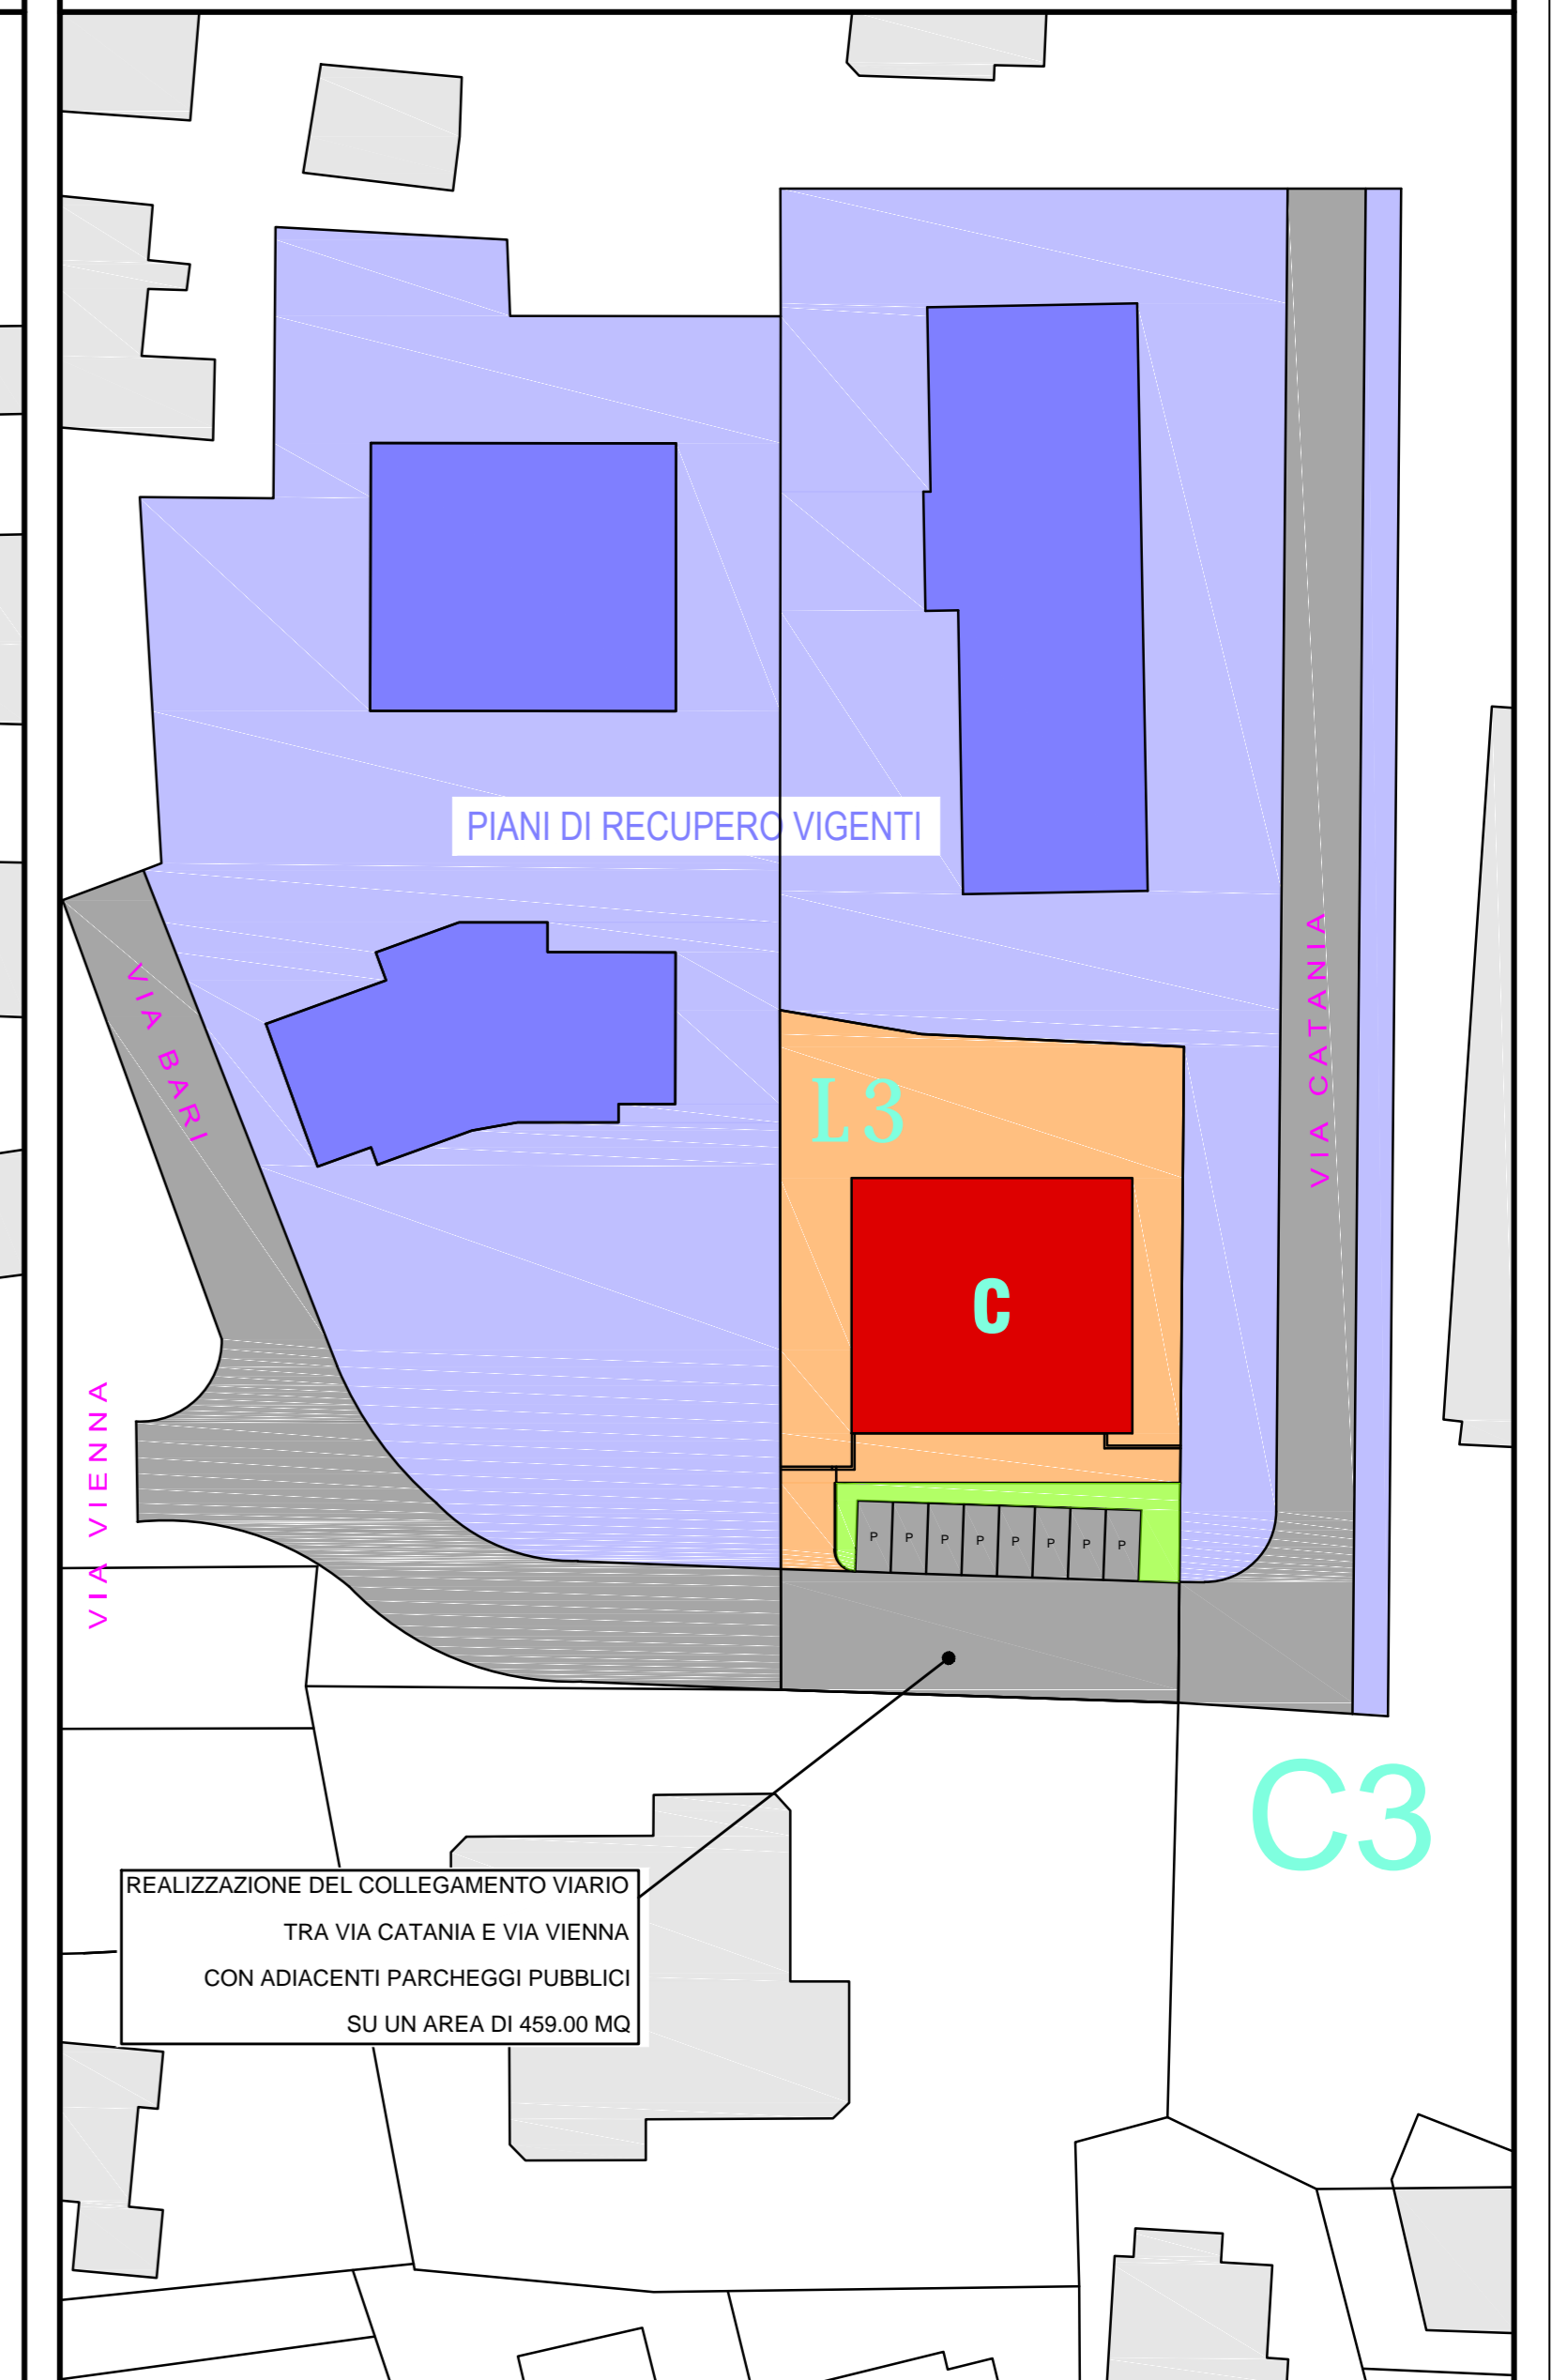 PIANI DI RECUPERO VIGENTI
VIA BARI
VIA CATANIA
L3
C
VIA VIENNA
P P P P P P P P
C3
REALIZZAZIONE DEL COLLEGAMENTO VIARIO
TRA VIA CATANIA E VIA VIENNA
CON ADIACENTI PARCHEGGI PUBBLICI
SU UN AREA DI 459.00 MQ